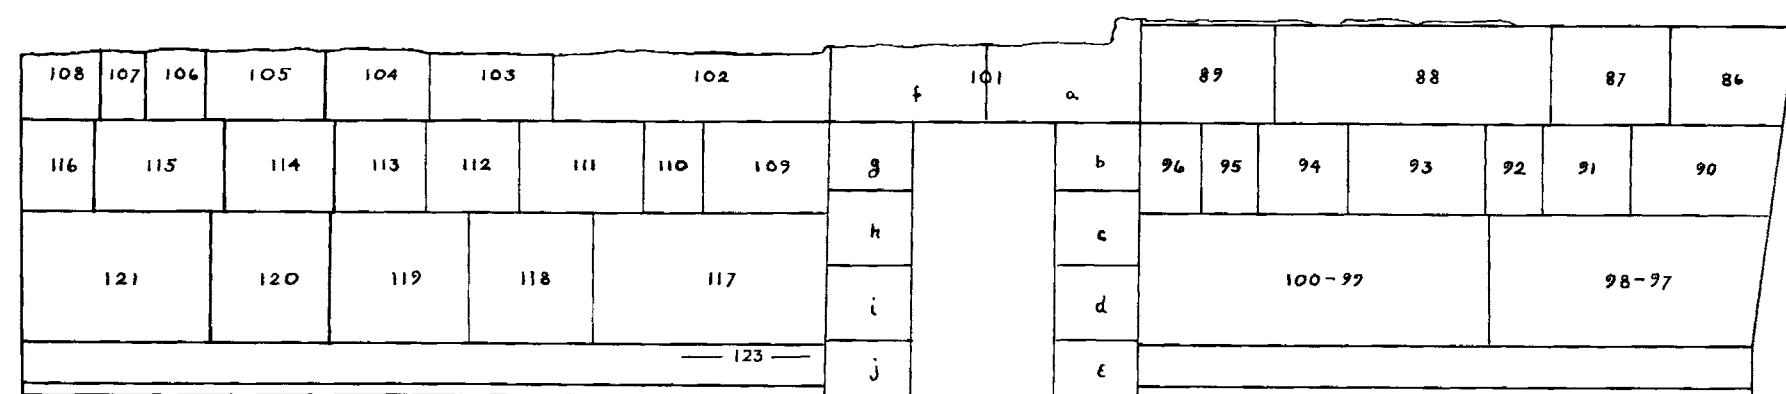 108 107 106 105 104 103 102 101 89 88 87 86
f a
116 115 114 113 112 111 110 109 g b 96 95 94 93 92 91 90
h c
121 120 119 118 117 i d 100-99 98-97
123
j ε